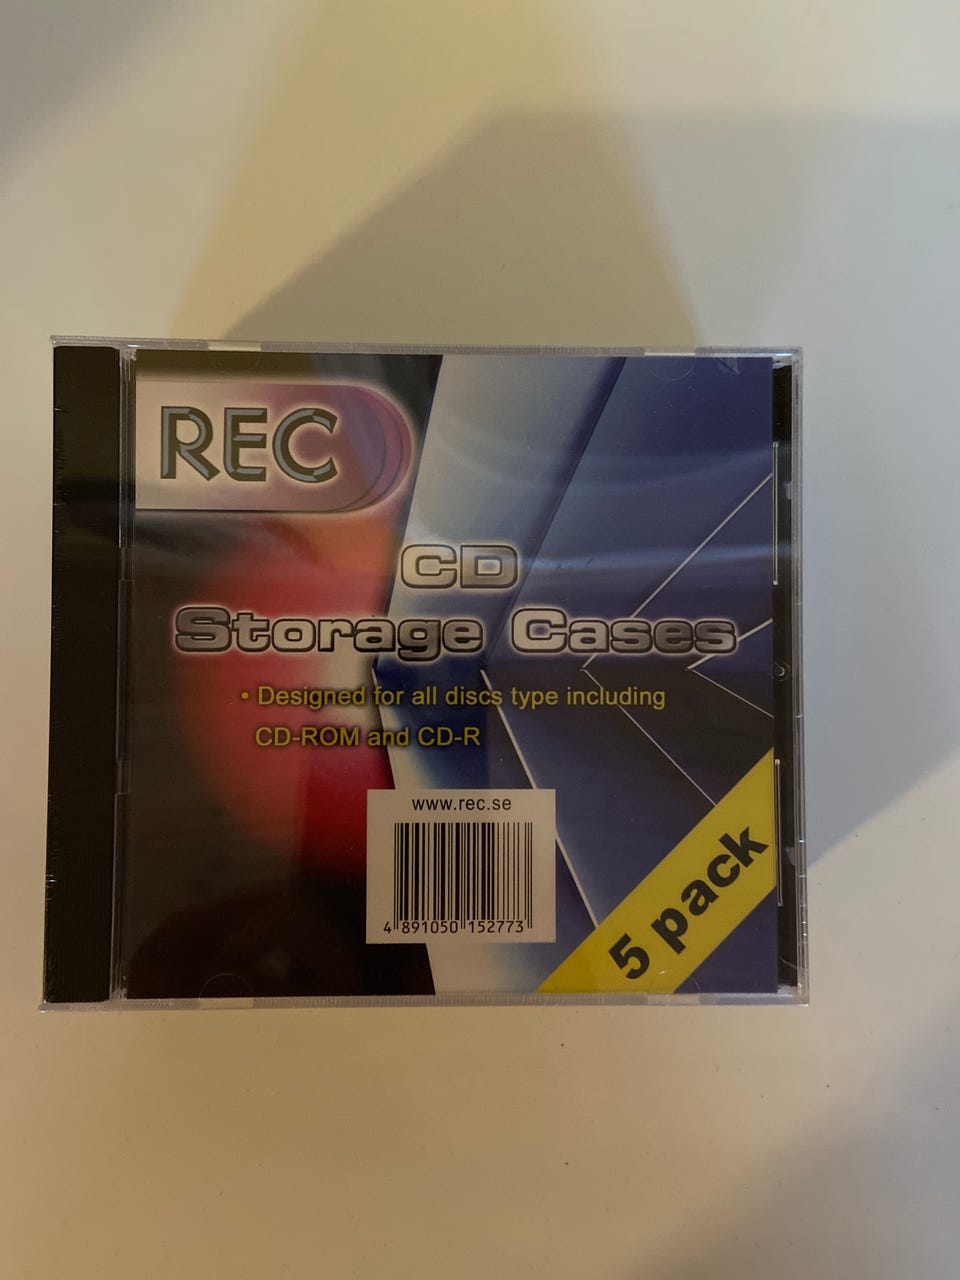 REC
CD
Storage Cases
• Designed for all discs type including
CD-ROM and CD-R
www.rec.se
4 891050 152773
5 pack